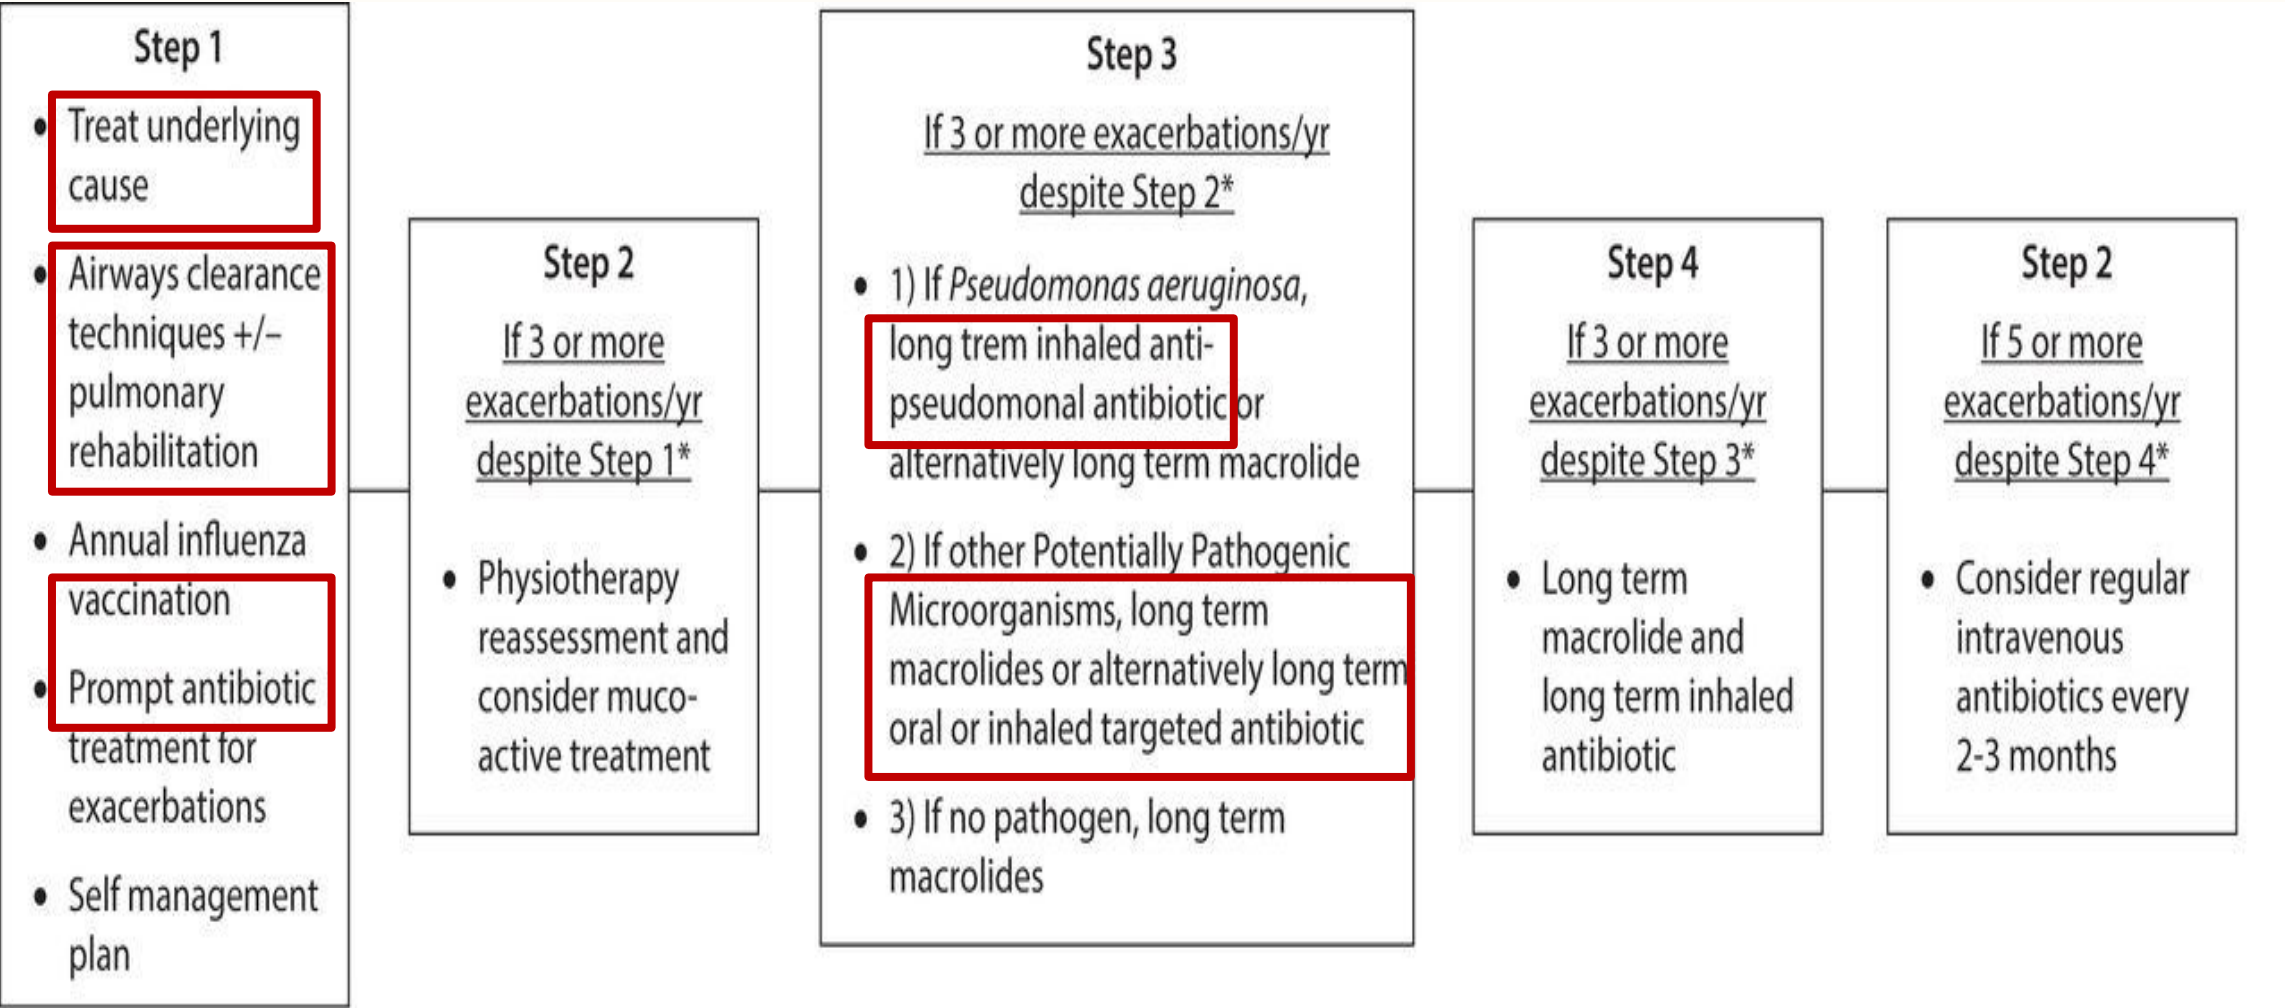 Step 1
• Treat underlying
cause
• Airways clearance
techniques +/–
pulmonary
rehabilitation
• Annual influenza
vaccination
• Prompt antibiotic
treatment for
exacerbations
• Self management
plan
Step 2
If 3 or more
exacerbations/yr
despite Step 1*
• Physiotherapy
reassessment and
consider muco-
active treatment
Step 3
If 3 or more exacerbations/yr
despite Step 2*
• 1) If Pseudomonas aeruginosa,
long trem inhaled anti-
pseudomonal antibiotic or
alternatively long term macrolide
• 2) If other Potentially Pathogenic
Microorganisms, long term
macrolides or alternatively long term
oral or inhaled targeted antibiotic
• 3) If no pathogen, long term
macrolides
Step 4
If 3 or more
exacerbations/yr
despite Step 3*
• Long term
macrolide and
long term inhaled
antibiotic
Step 2
If 5 or more
exacerbations/yr
despite Step 4*
• Consider regular
intravenous
antibiotics every
2-3 months